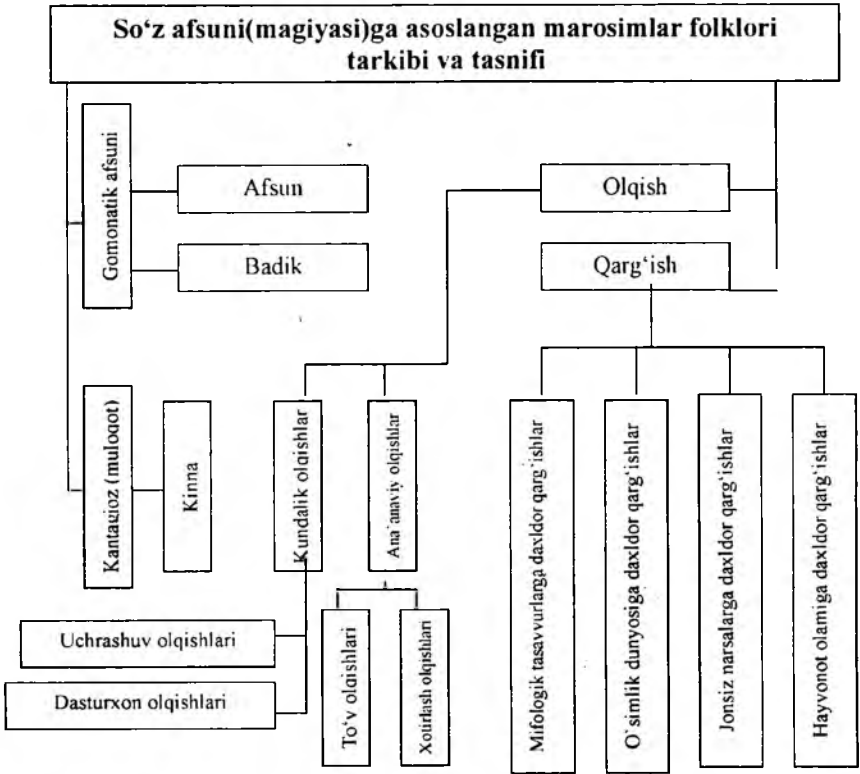 So‘z afsuni(magiyasi)ga asoslangan marosimlar folklori
tarkibi va tasnifi
Gomonatik afsuni
Afsun
Badik
Olqish
Qarg‘ish
Kantaqioz (muloqot)
Kinna
Kundalik olqishlar
Ana`anaviy olqishlar
Uchrashuv olqishlari
Dasturxon olqishlari
To‘v olqishlari
Xotirlash olqishlari
Mifologik tasavvurlarga daxldor qarg`ishlar
O`simlik dunyosiga daxldor qarg`ishlar
Jonsiz narsalarga daxldor qarg`ishlar
Hayvonot olamiga daxldor qarg`ishlar